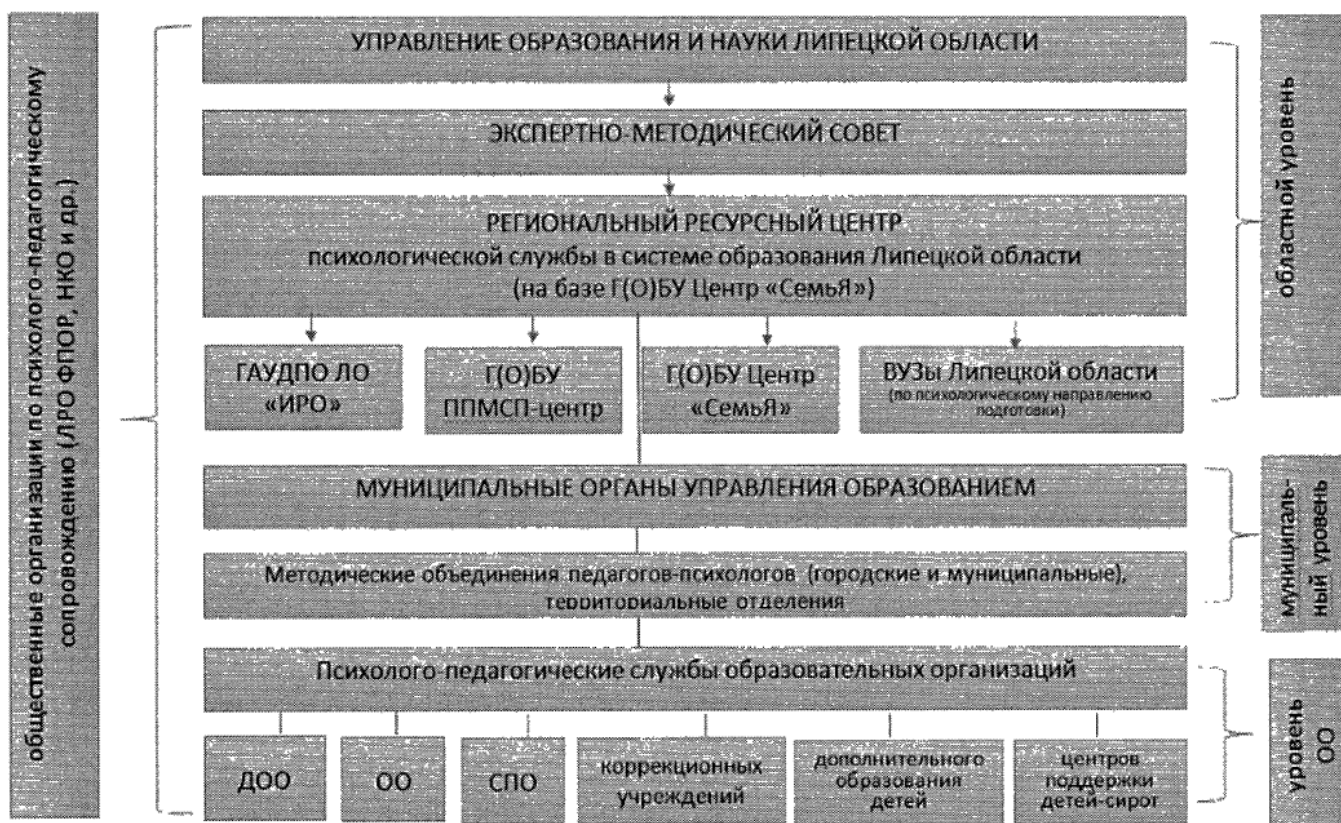 общественные организации по психолого-педагогическому
сопровождению (ЛРО ФПОР, НКО и др.)
УПРАВЛЕНИЕ ОБРАЗОВАНИЯ И НАУКИ ЛИПЕЦКОЙ ОБЛАСТИ
ЭКСПЕРТНО-МЕТОДИЧЕСКИЙ СОВЕТ
РЕГИОНАЛЬНЫЙ РЕСУРСНЫЙ ЦЕНТР
психологической службы в системе образования Липецкой области
(на базе Г(О)БУ Центр «СемьЯ»)
ГАУДПО ЛО
«ИРО»
Г(О)БУ
ППМСП-центр
Г(О)БУ Центр
«СемьЯ»
ВУЗы Липецкой области
(по психологическому направлению
подготовки)
областной уровень
МУНИЦИПАЛЬНЫЕ ОРГАНЫ УПРАВЛЕНИЯ ОБРАЗОВАНИЕМ
Методические объединения педагогов-психологов (городские и муниципальные),
территориальные отделения
муниципаль-
ный уровень
Психолого-педагогические службы образовательных организаций
ДОО
ОО
СПО
коррекционных
учреждений
дополнительного
образования
детей
центров
поддержки
детей-сирот
уровень
ОО